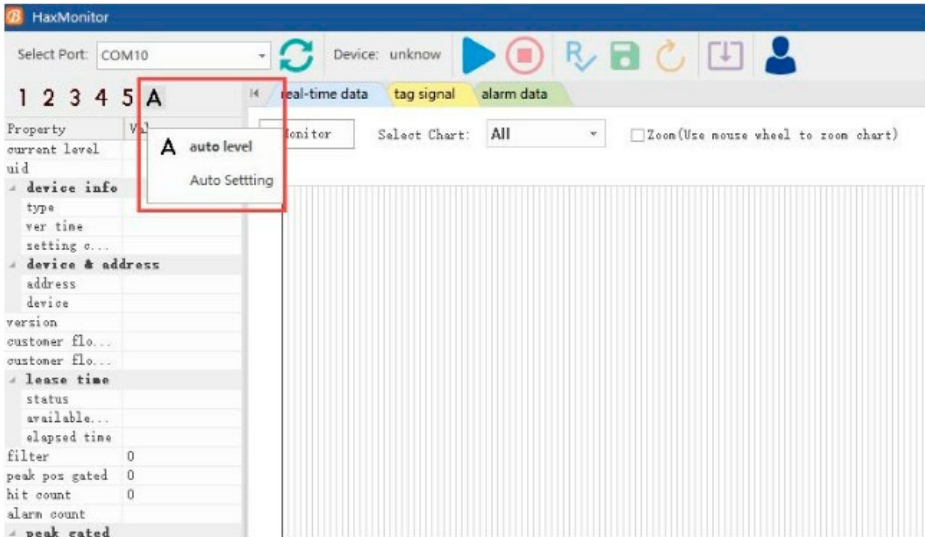 HaxMonitor
Select Port: COM10 Device: unknow
1 2 3 4 5 A real-time data tag signal alarm data
Property
Select Chart: All Zoom(Use mouse wheel to zoom chart)
current level
A auto level
uid
Auto Settting
device info
type
ver time
setting c...
device & address
address
device
version
customer flo...
customer flo...
lease time
status
available...
elapsed time
filter 0
peak pos gated 0
hit count 0
alarm count
peak gated